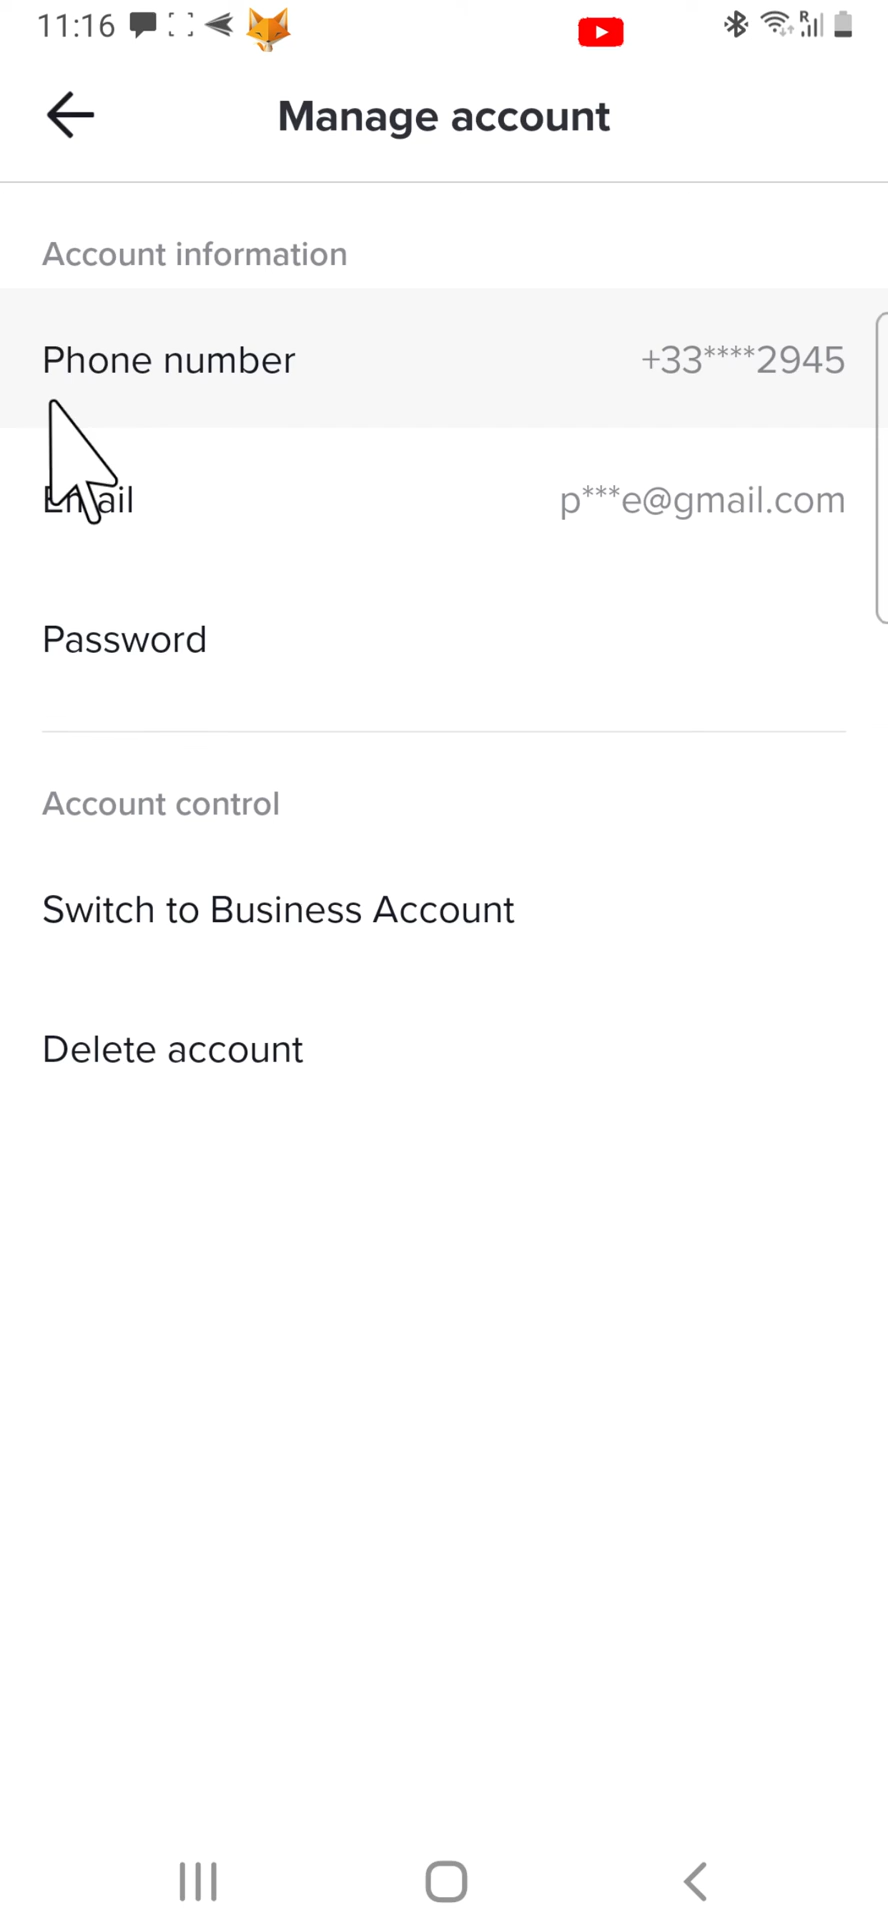 11:16
Manage account
Account information
Phone number +33****2945
Email p***e@gmail.com
Password
Account control
Switch to Business Account
Delete account